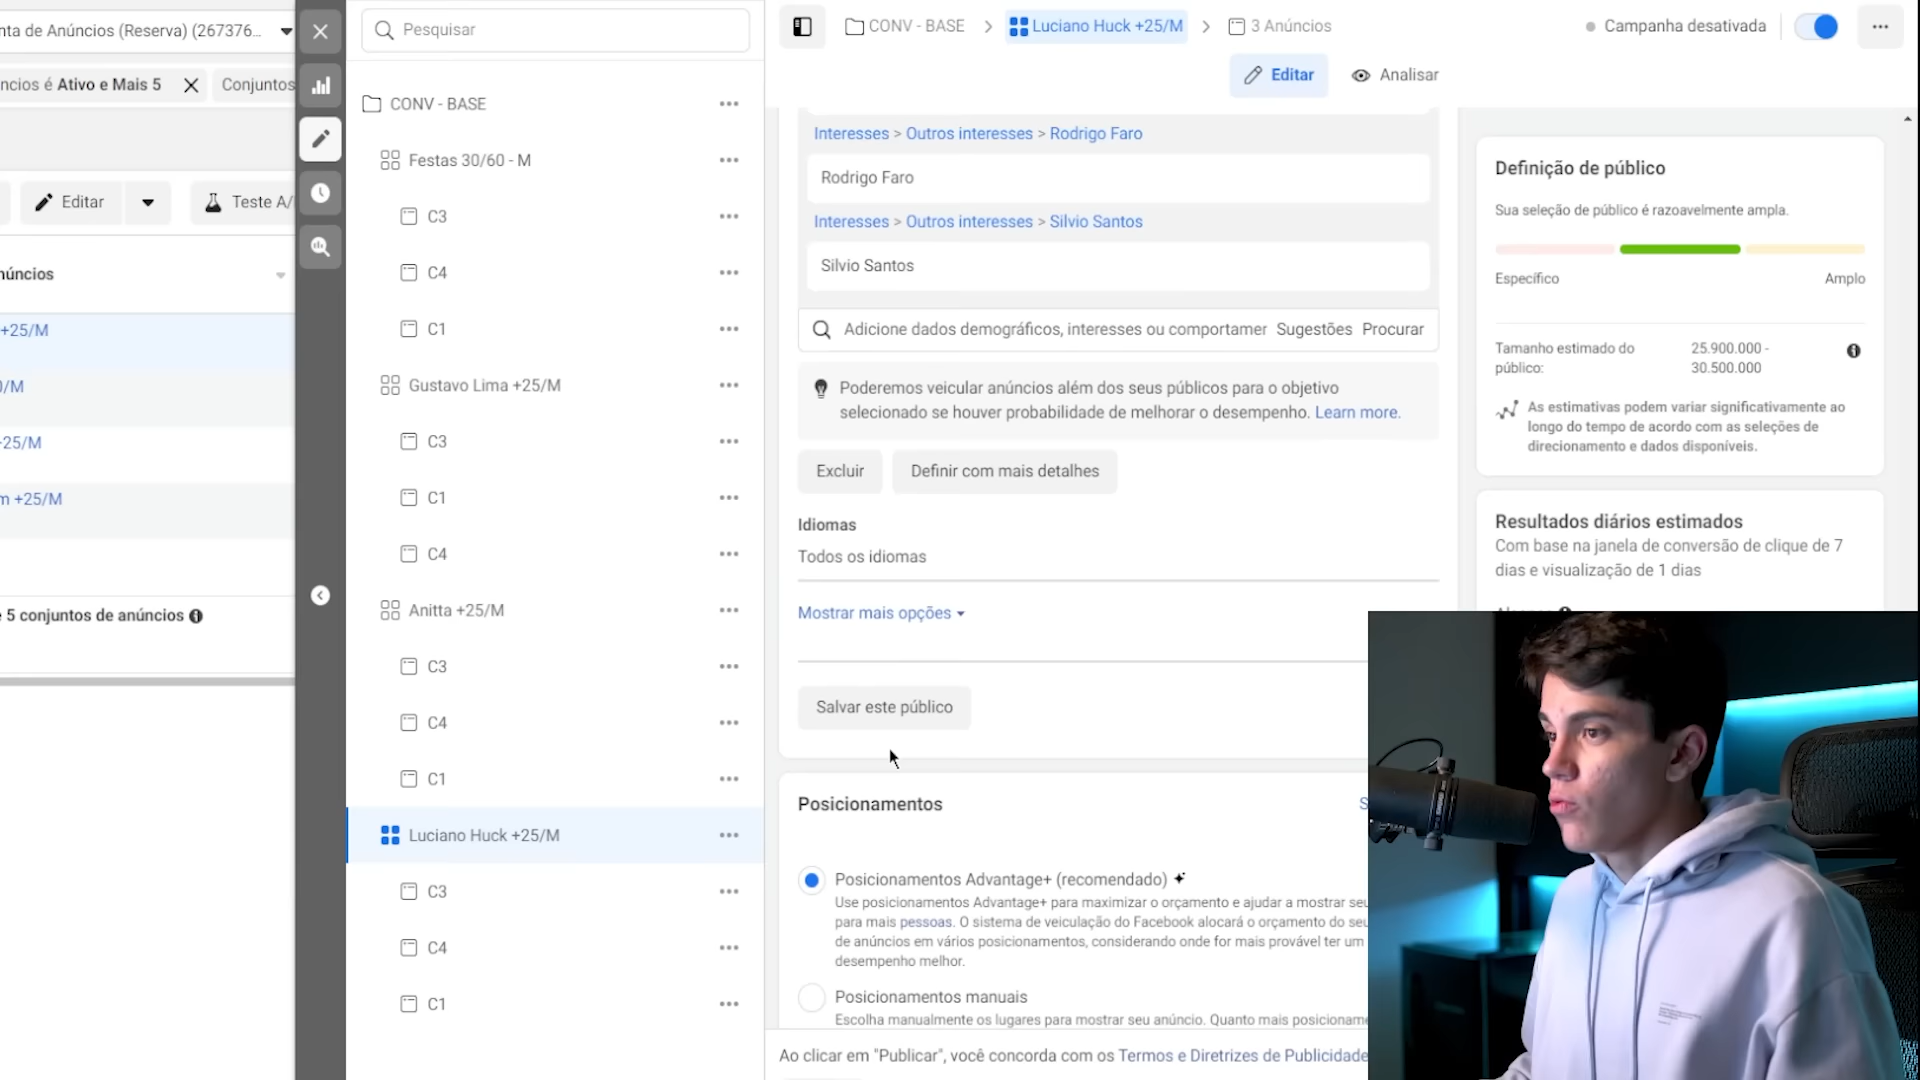 nta de Anúncios (Reserva) (267376...
ncios é Ativo e Mais 5
Conjuntos
Editar
Teste A/
núncios
+25/M
0/M
-25/M
m +25/M
5 conjuntos de anúncios
Pesquisar
CONV - BASE
Festas 30/60 - M
C3
C4
C1
Gustavo Lima +25/M
C3
C1
C4
Anitta +25/M
C3
C4
C1
Luciano Huck +25/M
C3
C4
C1
CONV - BASE > Luciano Huck +25/M > 3 Anúncios
Campanha desativada
Editar
Analisar
Interesses > Outros interesses > Rodrigo Faro
Rodrigo Faro
Interesses > Outros interesses > Silvio Santos
Silvio Santos
Adicione dados demográficos, interesses ou comportamer Sugestões Procurar
Poderemos veicular anúncios além dos seus públicos para o objetivo
selecionado se houver probabilidade de melhorar o desempenho. Learn more.
Excluir
Definir com mais detalhes
Idiomas
Todos os idiomas
Mostrar mais opções
Salvar este público
Posicionamentos
S
Posicionamentos Advantage+ (recomendado)
Use posicionamentos Advantage+ para maximizar o orçamento e ajudar a mostrar seu
para mais pessoas. O sistema de veiculação do Facebook alocará o orçamento do seu
de anúncios em vários posicionamentos, considerando onde for mais provável ter um
desempenho melhor.
Posicionamentos manuais
Escolha manualmente os lugares para mostrar seu anúncio. Quanto mais posicioname
Ao clicar em "Publicar", você concorda com os Termos e Diretrizes de Publicidade
Definição de público
Sua seleção de público é razoavelmente ampla.
Específico
Amplo
Tamanho estimado do
público:
25.900.000 -
30.500.000
As estimativas podem variar significativamente ao
longo do tempo de acordo com as seleções de
direcionamento e dados disponíveis.
Resultados diários estimados
Com base na janela de conversão de clique de 7
dias e visualização de 1 dias